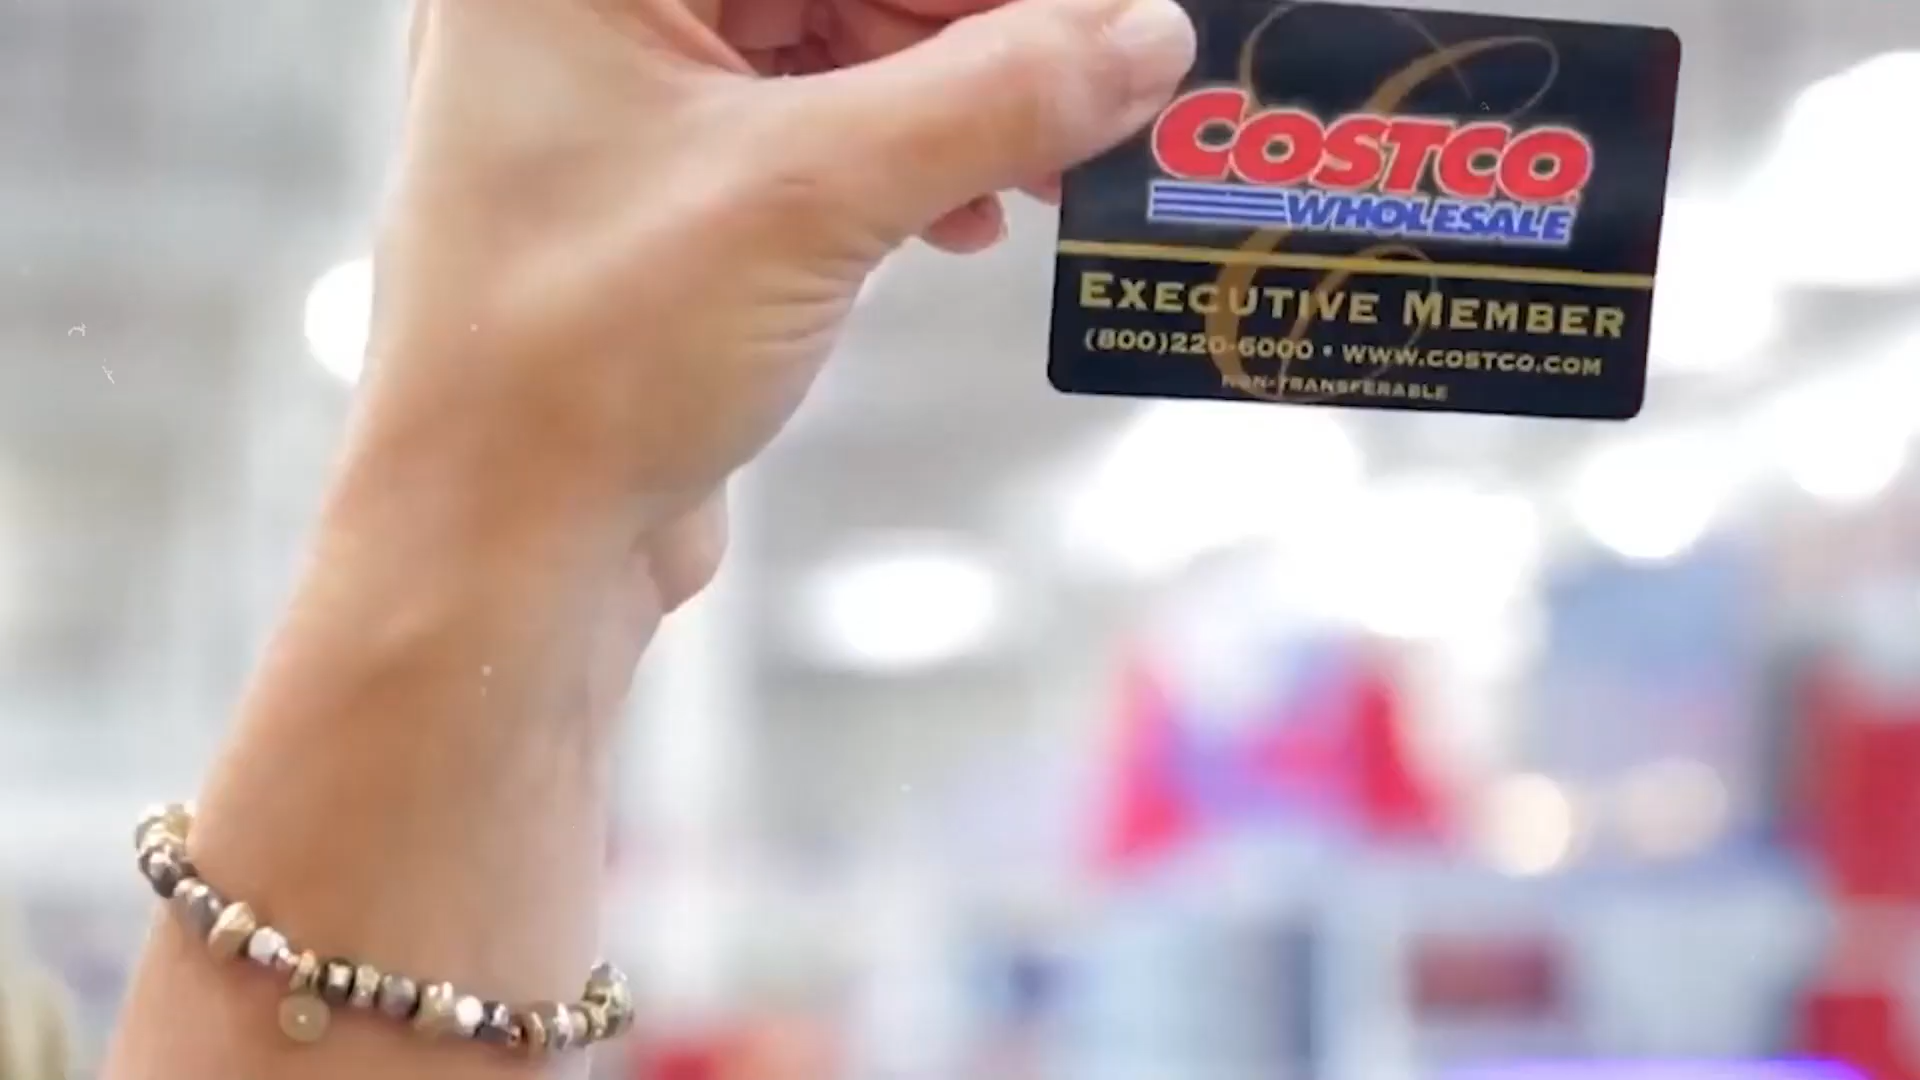 COSTCO
WHOLESALE
EXECUTIVE MEMBER
(800)220-6000 • WWW.COSTCO.COM
NON-TRANSFERABLE